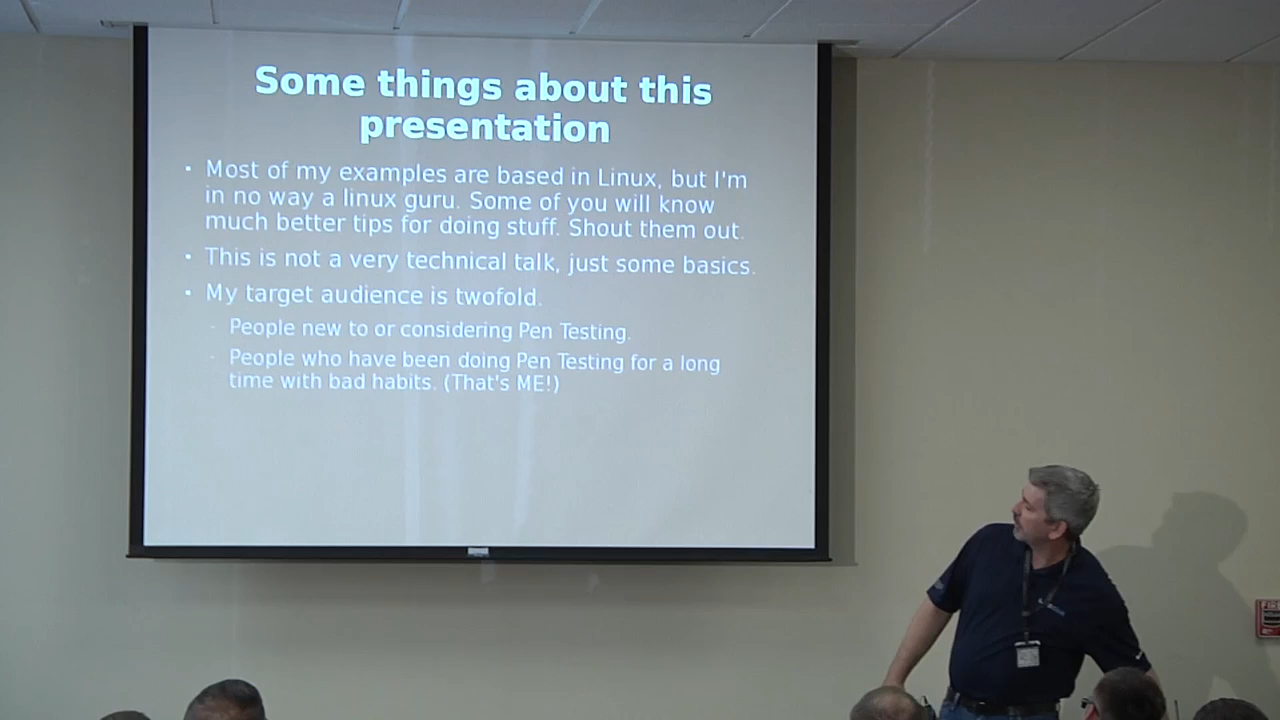 Some things about this
presentation
Most of my examples are based in Linux, but I'm
in no way a linux guru. Some of you will know
much better tips for doing stuff. Shout them out.
This is not a very technical talk, just some basics.
My target audience is twofold.
People new to or considering Pen Testing.
People who have been doing Pen Testing for a long
time with bad habits. (That's ME!)